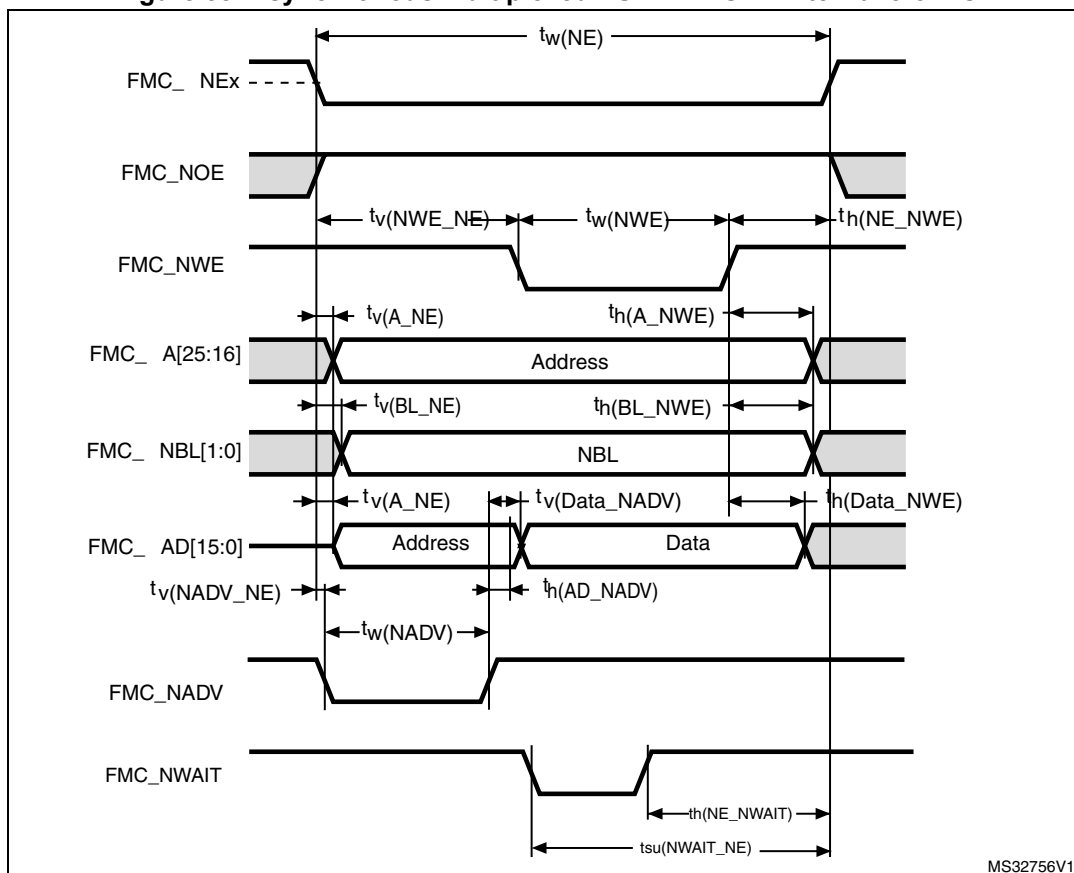 tw(NE)
FMC_ NEx
FMC_NOE
tv(NWE_NE)
tw(NWE)
th(NE_NWE)
FMC_NWE
tv(A_NE)
th(A_NWE)
FMC_ A[25:16]
Address
tv(BL_NE)
th(BL_NWE)
FMC_ NBL[1:0]
NBL
tv(A_NE)
tv(Data_NADV)
th(Data_NWE)
FMC_ AD[15:0]
Address
Data
tv(NADV_NE)
th(AD_NADV)
tw(NADV)
FMC_NADV
FMC_NWAIT
th(NE_NWAIT)
tsu(NWAIT_NE)
MS32756V1